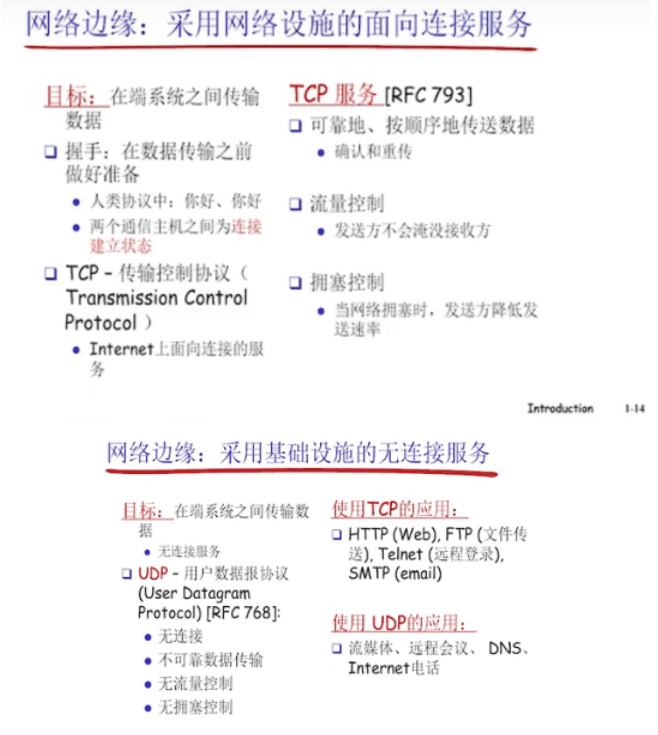 网络边缘：采用网络设施的面向连接服务
目标：在端系统之间传输
数据
握手：在数据传输之前
做好准备
人类协议中：你好、你好
两个通信主机之间为连接
建立状态
TCP – 传输控制协议（
Transmission Control
Protocol ）
Internet上面向连接的服
务
TCP 服务 [RFC 793]
可靠地、按顺序地传送数据
确认和重传
流量控制
发送方不会淹没接收方
拥塞控制
当网络拥塞时，发送方降低发
送速率
Introduction 1-14
网络边缘：采用基础设施的无连接服务
目标：在端系统之间传输数
据
无连接服务
UDP – 用户数据报协议
(User Datagram
Protocol) [RFC 768]:
无连接
不可靠数据传输
无流量控制
无拥塞控制
使用TCP的应用：
HTTP (Web), FTP (文件传
送), Telnet (远程登录),
SMTP (email)
使用 UDP的应用：
流媒体、远程会议、 DNS、
Internet电话